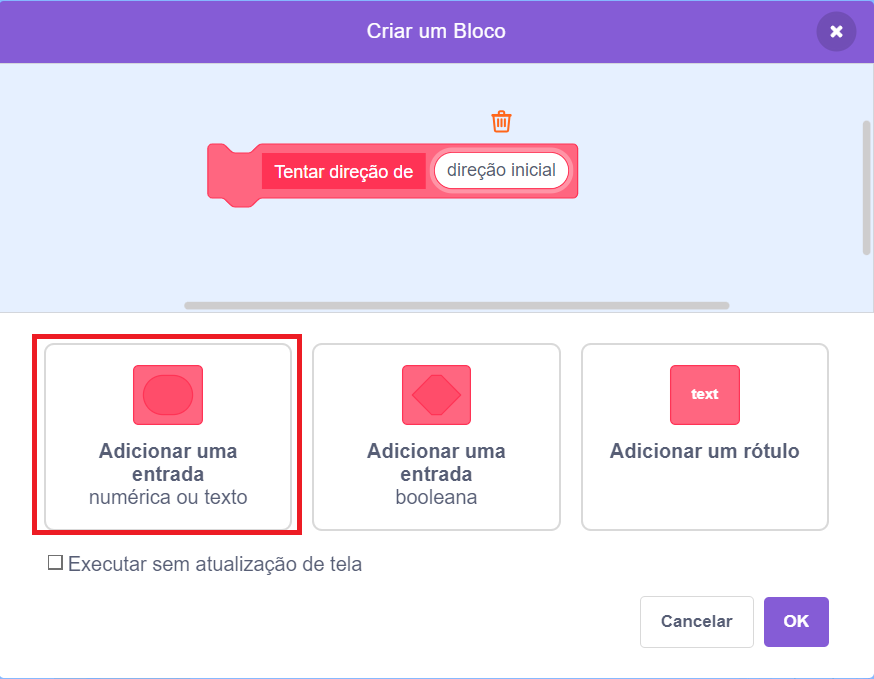 Criar um Bloco
Tentar direção de direção inicial
Adicionar uma
entrada
numérica ou texto
Adicionar uma
entrada
booleana
text
Adicionar um rótulo
Executar sem atualização de tela
Cancelar
OK